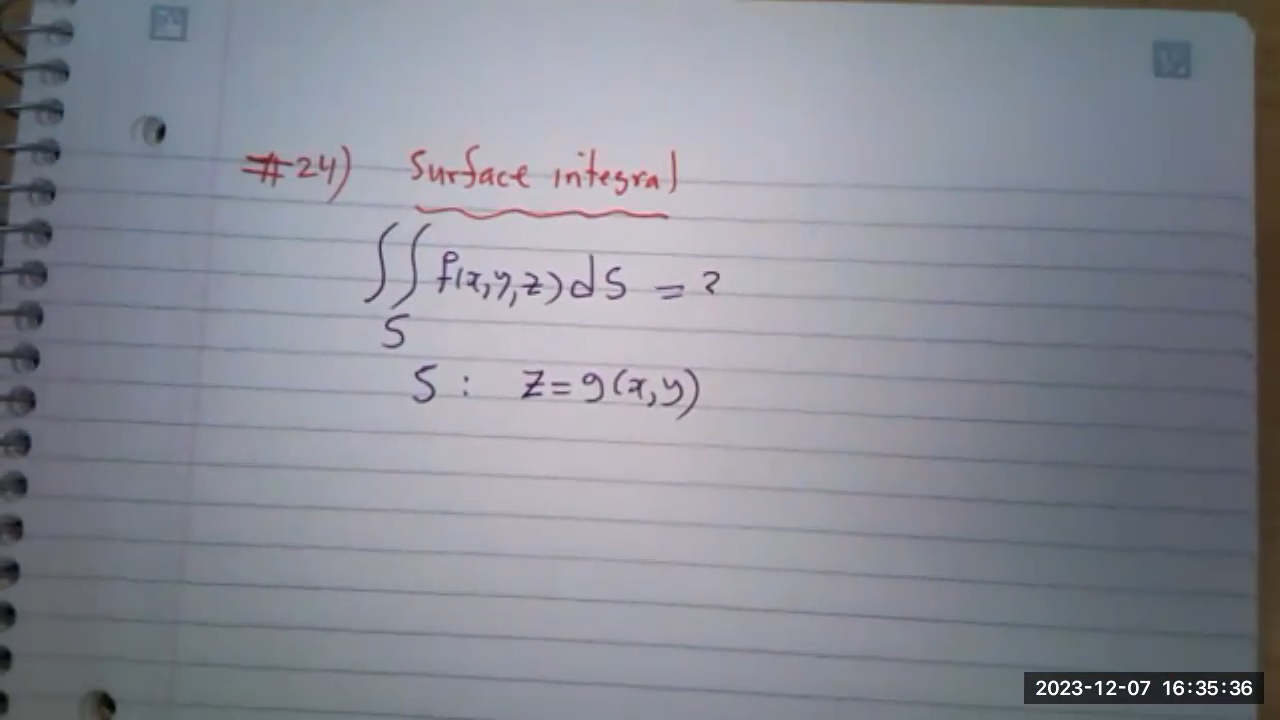 #24) Surface integral
∫∫ f(x,y,z) dS = ?
S
S : z = g(x,y)
2023-12-07 16:35:36